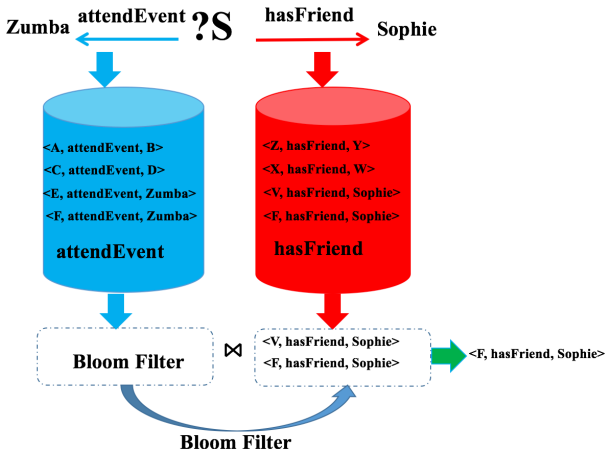 Zumba
attendEvent
?S
hasFriend
Sophie
<A, attendEvent, B>
<C, attendEvent, D>
<E, attendEvent, Zumba>
<F, attendEvent, Zumba>
attendEvent
<Z, hasFriend, Y>
<X, hasFriend, W>
<V, hasFriend, Sophie>
<F, hasFriend, Sophie>
hasFriend
Bloom Filter
⋈
<V, hasFriend, Sophie>
<F, hasFriend, Sophie>
<F, hasFriend, Sophie>
Bloom Filter